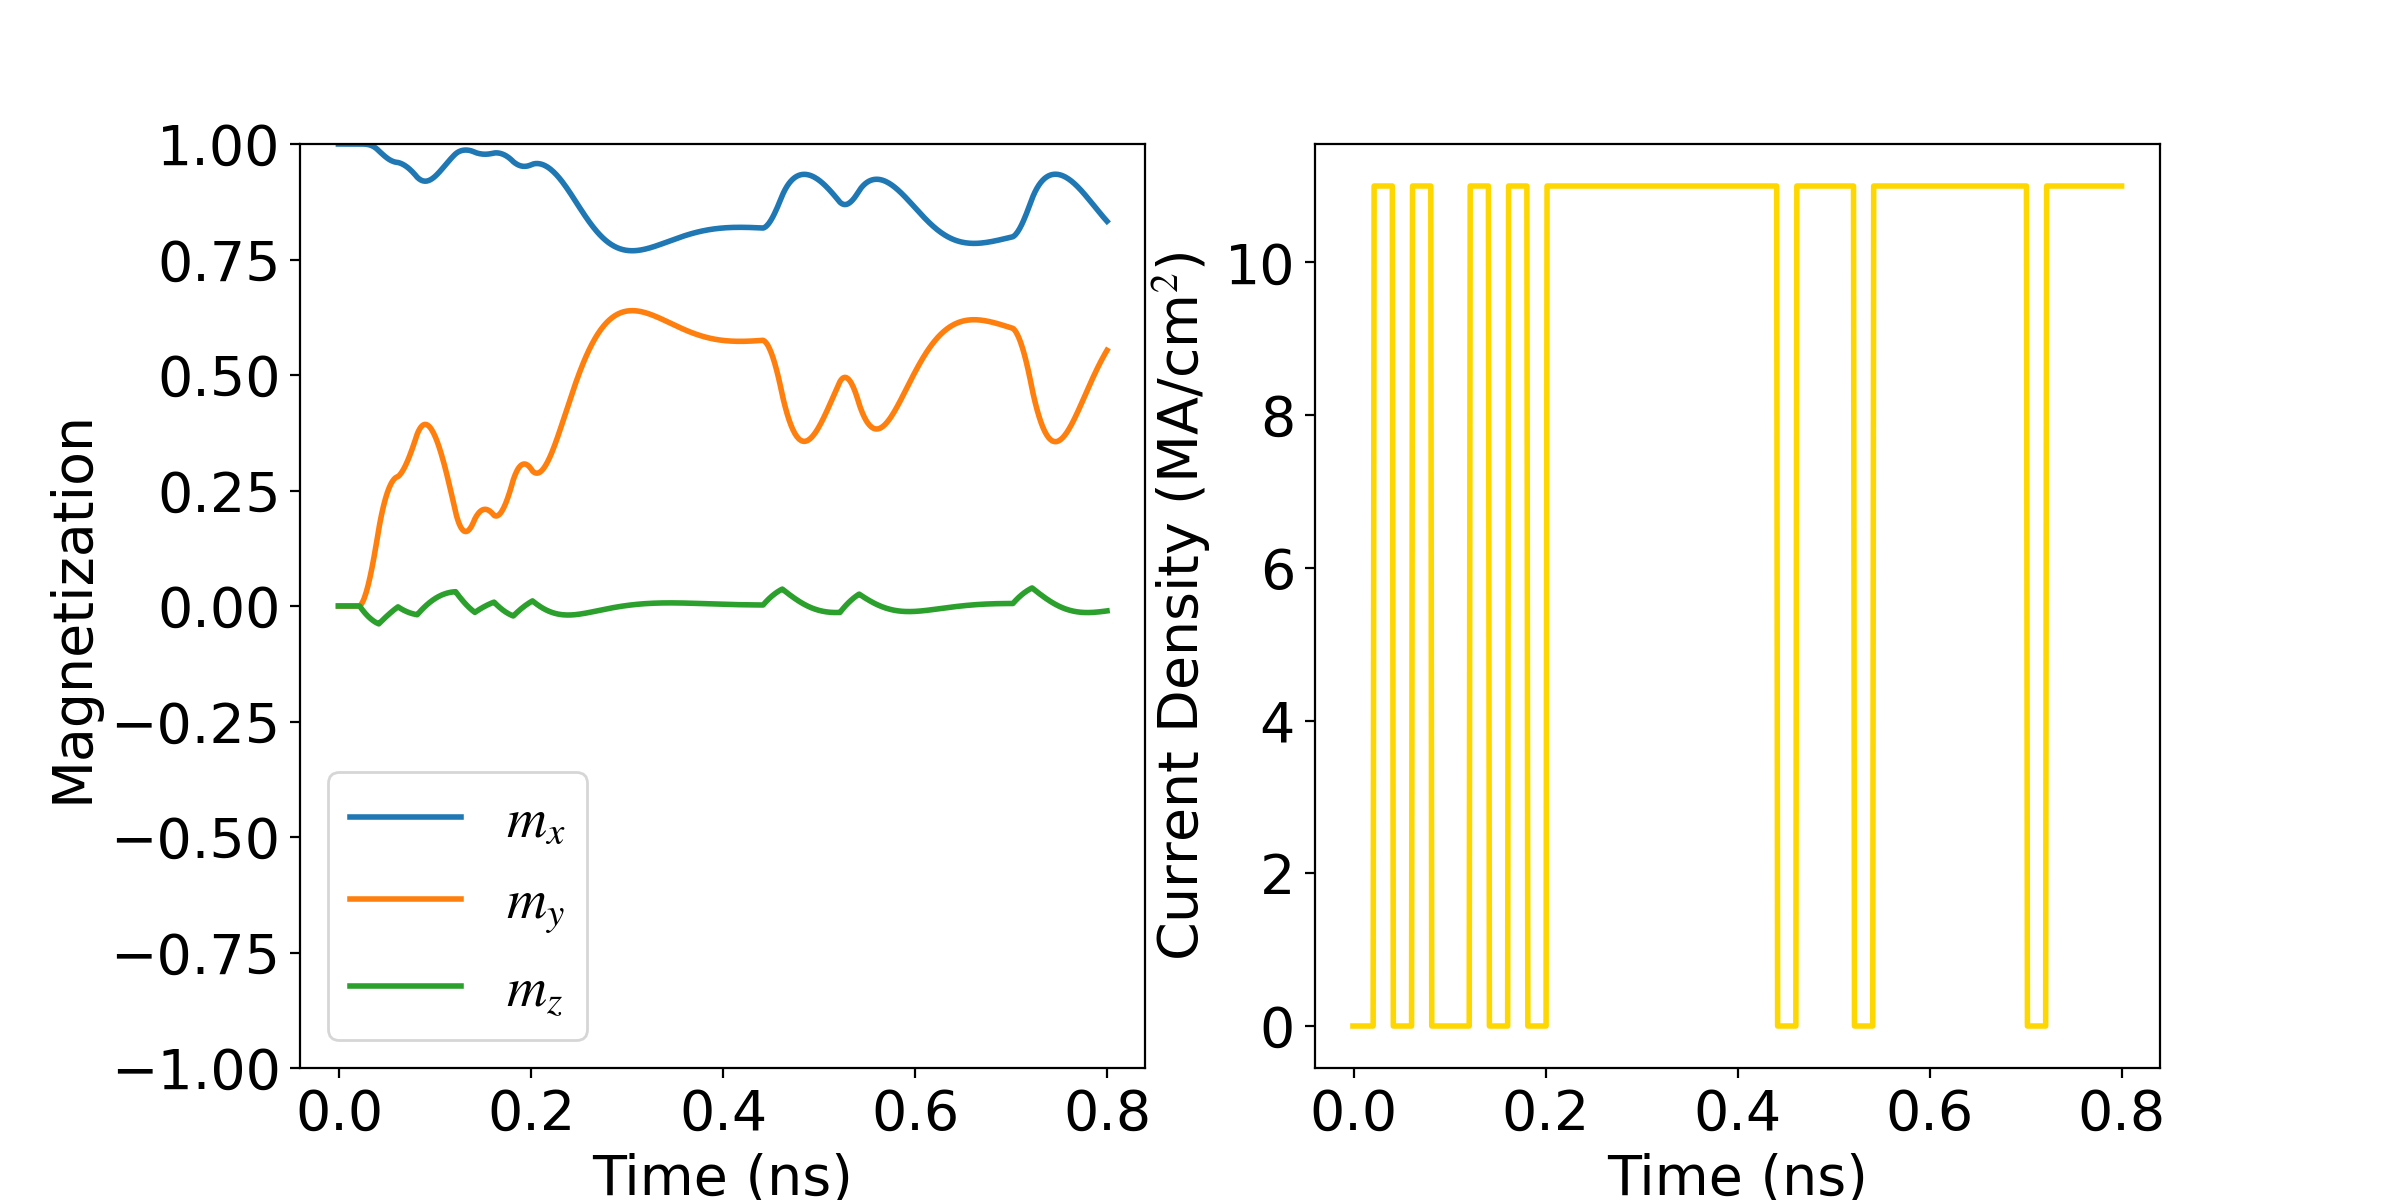 Magnetization
1.00
0.75
0.50
0.25
0.00
−0.25
−0.50
−0.75
−1.00
m_x
m_y
m_z
0.0 0.2 0.4 0.6 0.8
Time (ns)
Current Density (MA/cm²)
10
8
6
4
2
0
0.0 0.2 0.4 0.6 0.8
Time (ns)